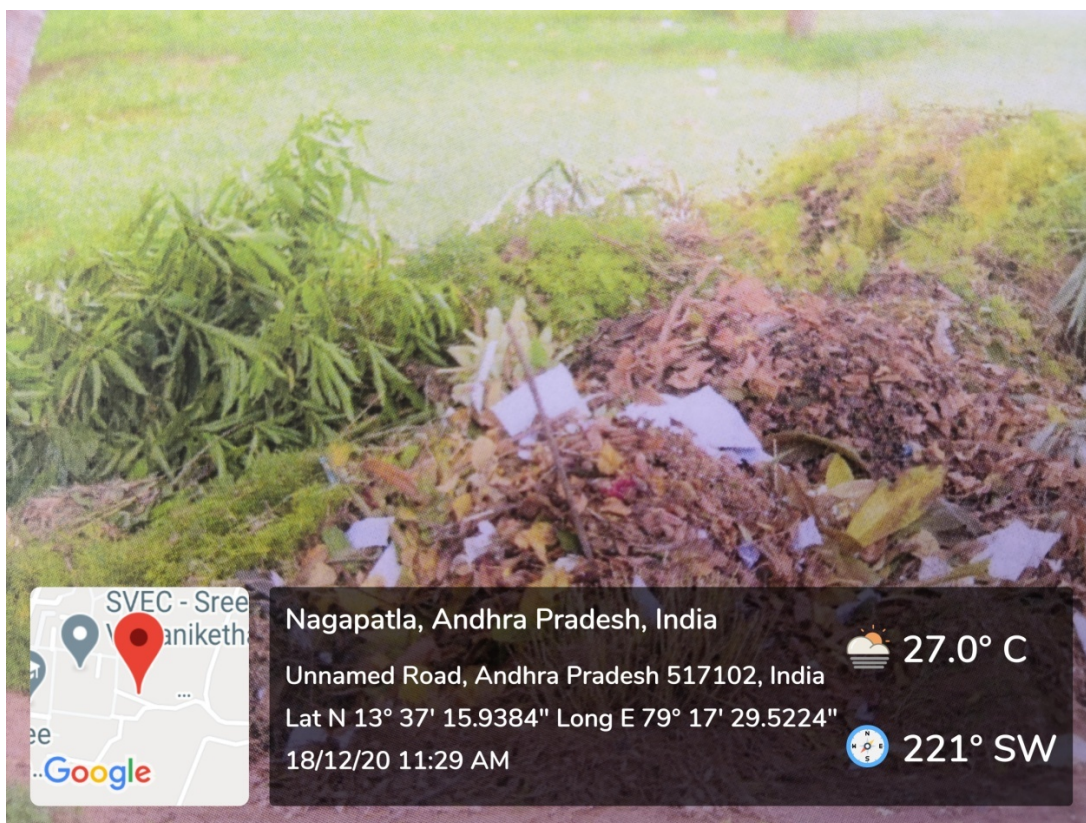 SVEC - Sree
Nagapatla, Andhra Pradesh, India
Unnamed Road, Andhra Pradesh 517102, India
Lat N 13° 37' 15.9384" Long E 79° 17' 29.5224"
18/12/20 11:29 AM
27.0° C
221° SW
N
W E
S
Google